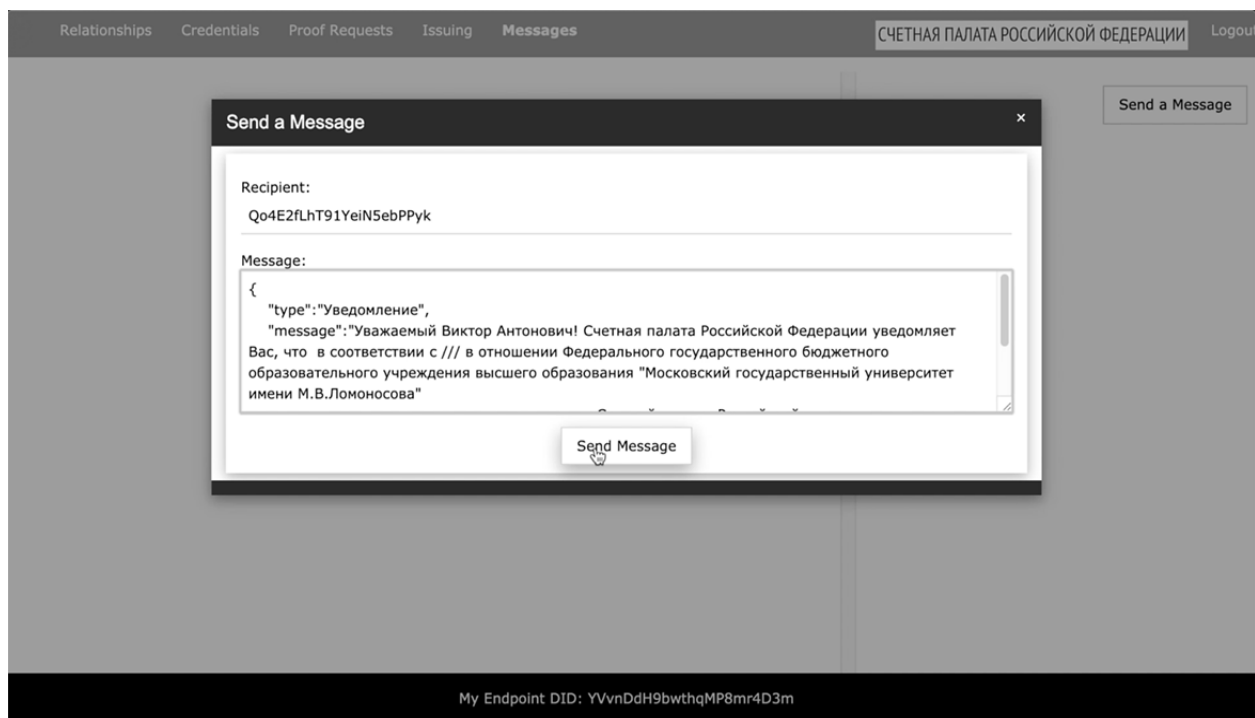 Relationships Credentials Proof Requests Issuing Messages СЧЕТНАЯ ПАЛАТА РОССИЙСКОЙ ФЕДЕРАЦИИ Logout
Send a Message
Send a Message ×
Recipient:
Qo4E2fLhT91YeiN5ebPPyk
Message:
{
"type":"Уведомление",
"message":"Уважаемый Виктор Антонович! Счетная палата Российской Федерации уведомляет
Вас, что в соответствии с /// в отношении Федерального государственного бюджетного
образовательного учреждения высшего образования "Московский государственный университет
имени М.В.Ломоносова"
Send Message
My Endpoint DID: YVvnDdH9bwthqMP8mr4D3m